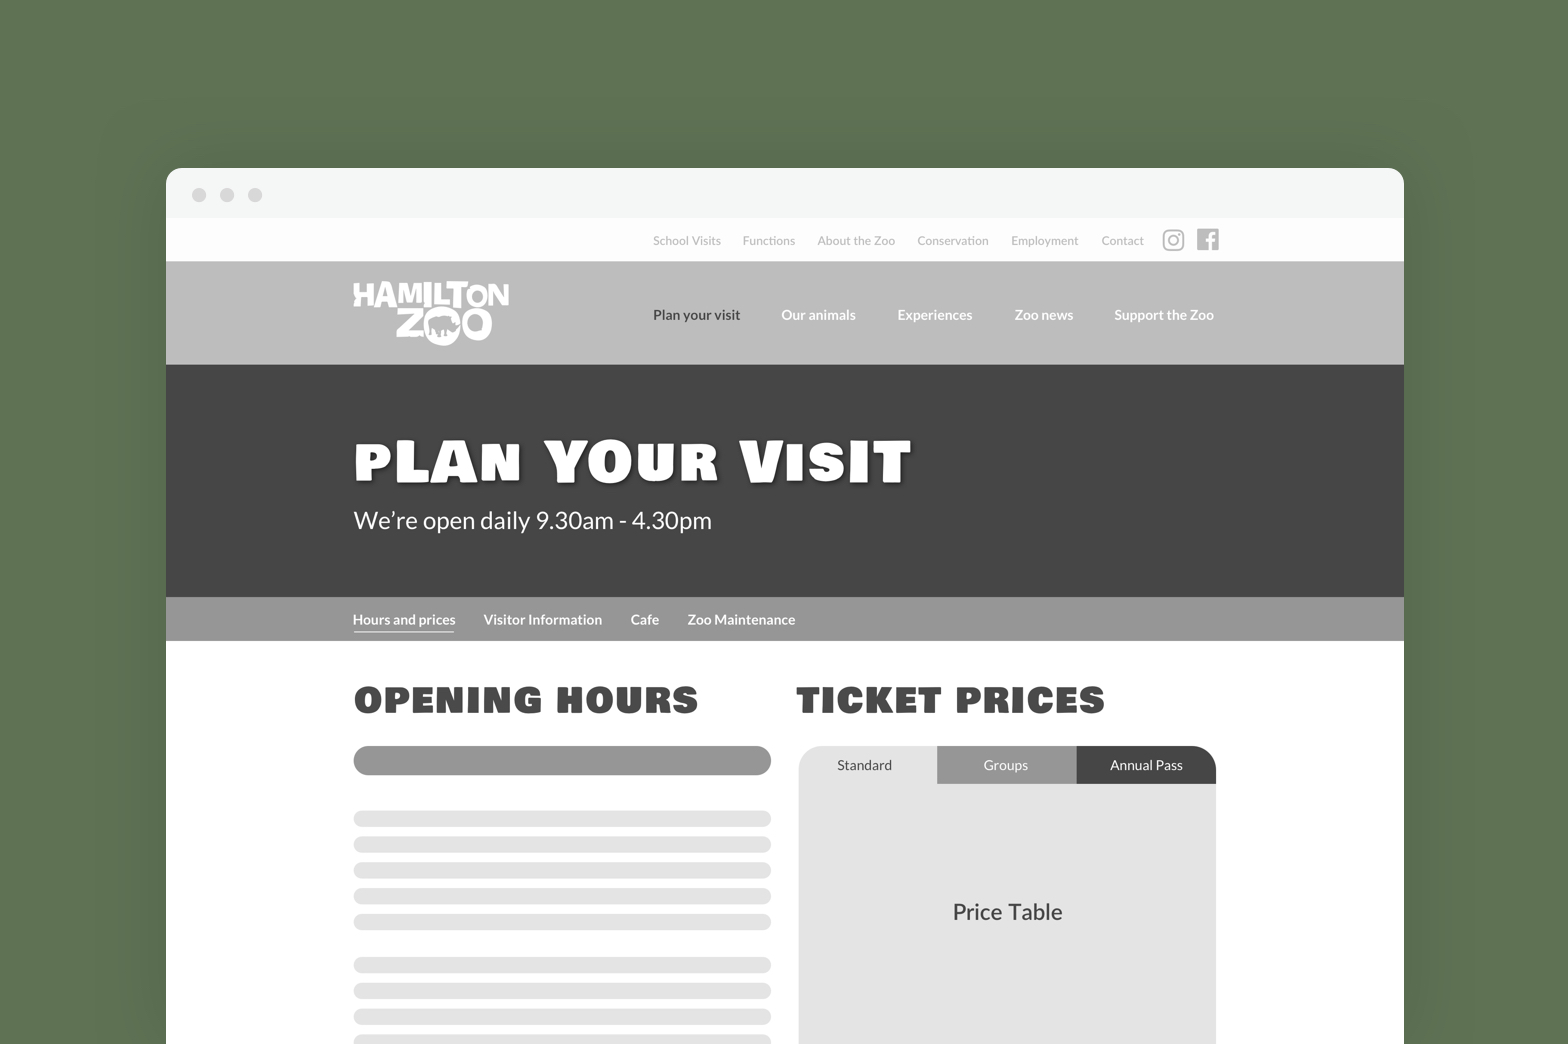 School Visits Functions About the Zoo Conservation Employment Contact
HAMILTON
ZOO
Plan your visit Our animals Experiences Zoo news Support the Zoo
PLAN YOUR VISIT
We’re open daily 9.30am - 4.30pm
Hours and prices Visitor Information Cafe Zoo Maintenance
OPENING HOURS
TICKET PRICES
Standard Groups Annual Pass
Price Table